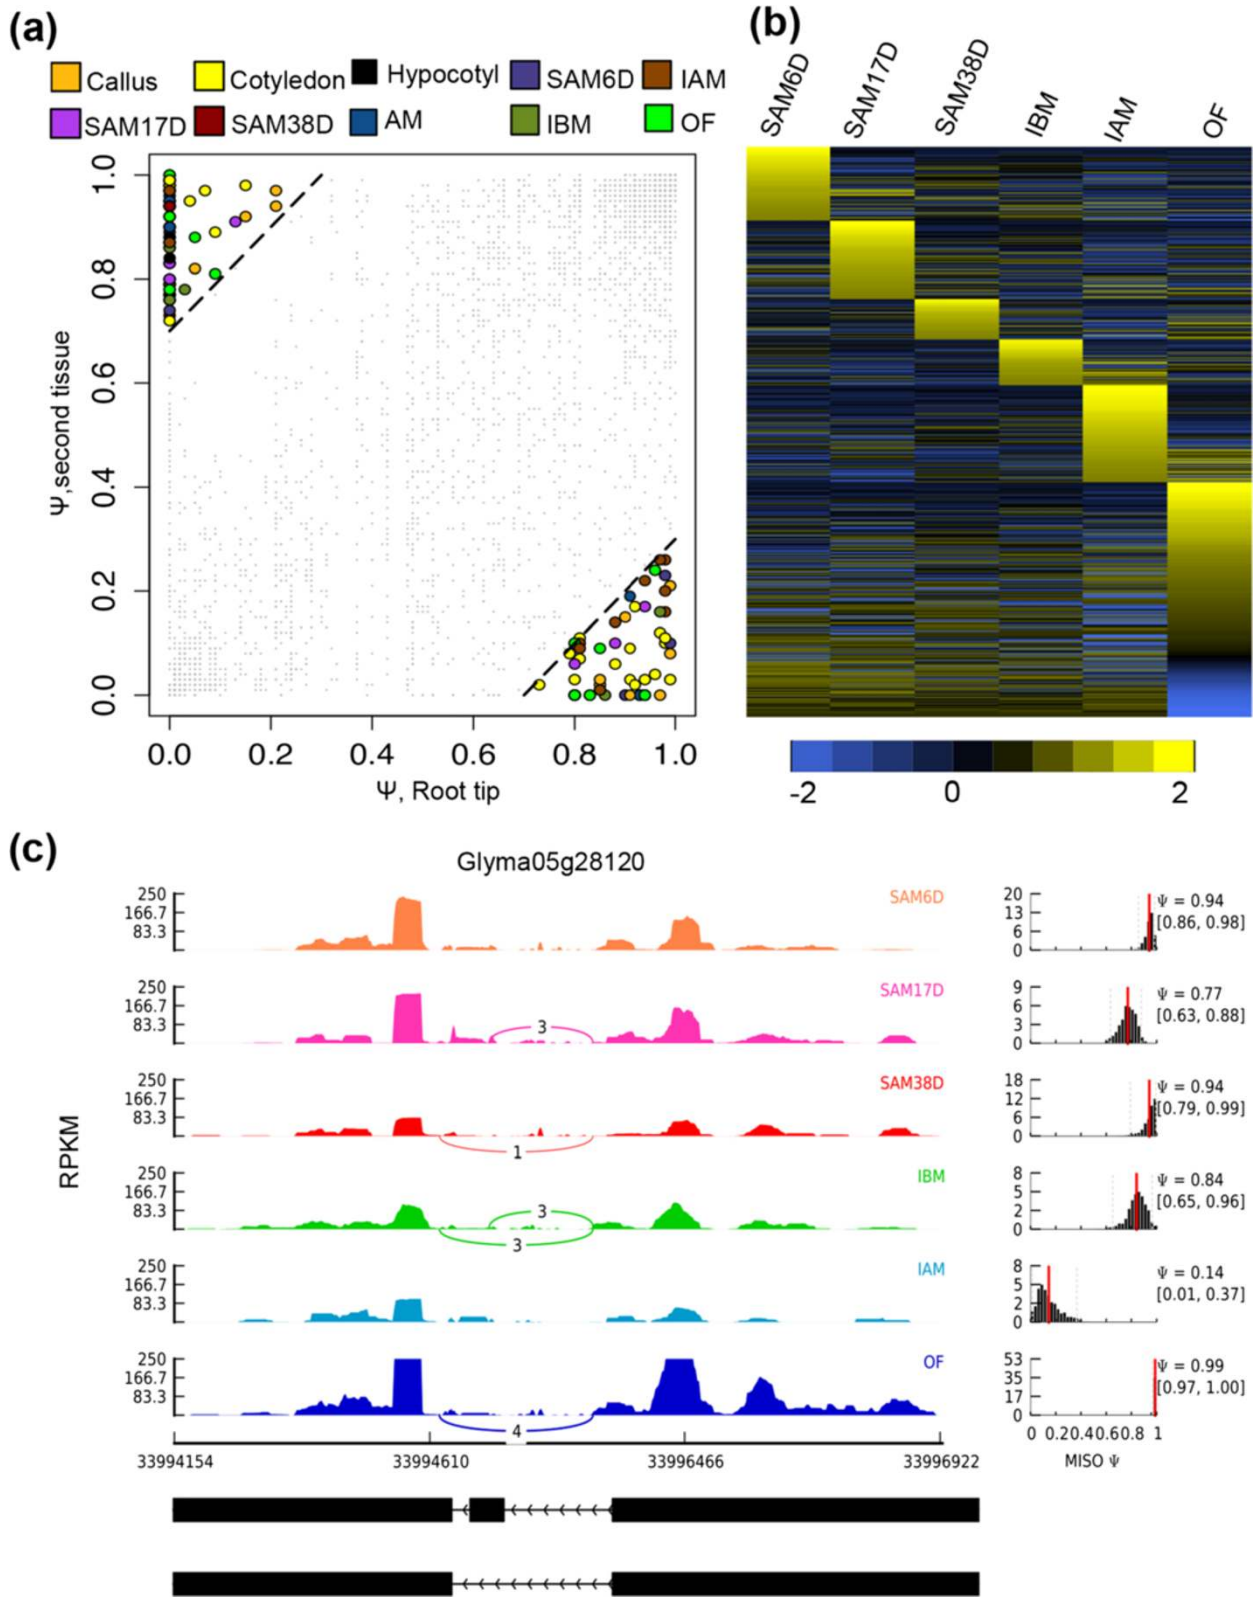 (a)
Callus Cotyledon Hypocotyl SAM6D IAM
SAM17D SAM38D AM IBM OF
1.0
0.8
0.6
0.4
0.2
0.0
Ψ,second tissue
0.0 0.2 0.4 0.6 0.8 1.0
Ψ, Root tip
(b)
SAM6D SAM17D SAM38D IBM IAM OF
-2 0 2
(c)
Glyma05g28120
RPKM
250
166.7
83.3
SAM6D
20
13
6
0
Ψ = 0.94
[0.86, 0.98]
250
166.7
83.3
3
SAM17D
9
6
3
0
Ψ = 0.77
[0.63, 0.88]
250
166.7
83.3
1
SAM38D
18
12
6
0
Ψ = 0.94
[0.79, 0.99]
250
166.7
83.3
3
3
IBM
8
5
2
0
Ψ = 0.84
[0.65, 0.96]
250
166.7
83.3
IAM
8
5
2
0
Ψ = 0.14
[0.01, 0.37]
250
166.7
83.3
4
OF
53
35
17
0
Ψ = 0.99
[0.97, 1.00]
33994154 33994610 33996466 33996922
0 0.2 0.4 0.6 0.8 1
MISO Ψ